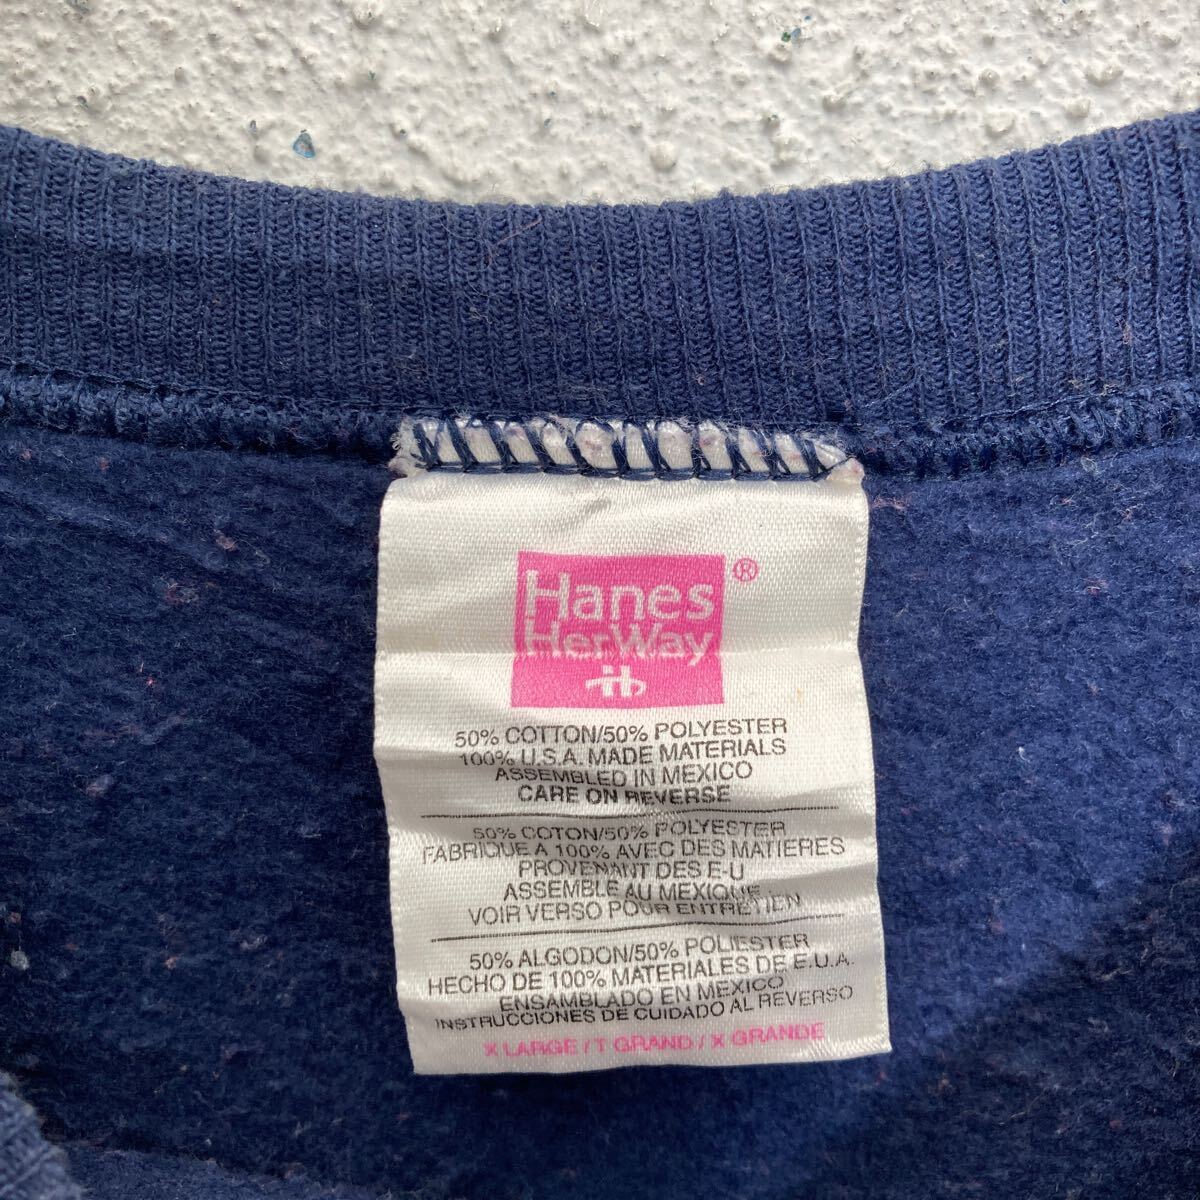 Hanes
HerWay
®
50% COTTON/50% POLYESTER
100% U.S.A. MADE MATERIALS
ASSEMBLED IN MEXICO
CARE ON REVERSE
50% COTON/50% POLYESTER
FABRIQUE A 100% AVEC DES MATIERES
PROVENANT DES E-U
ASSEMBLE AU MEXIQUE
VOIR VERSO POUR ENTRETIEN
50% ALGODON/50% POLIESTER
HECHO DE 100% MATERIALES DE E.U.A.
ENSAMBLADO EN MEXICO
INSTRUCCIONES DE CUIDADO AL REVERSO
X LARGE / T GRAND / X GRANDE